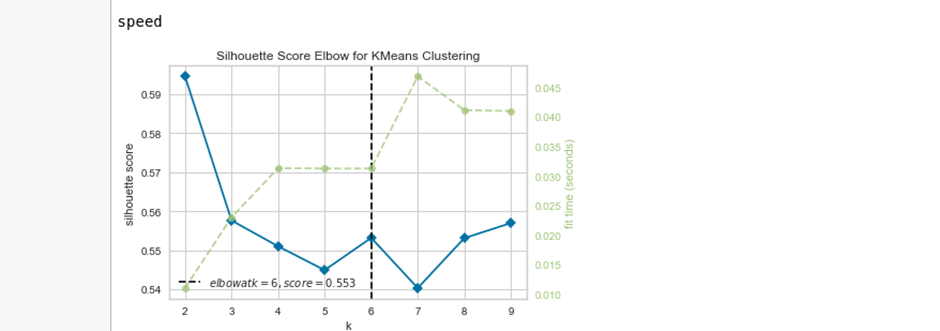 speed
Silhouette Score Elbow for KMeans Clustering
silhouette score
0.59
0.58
0.57
0.56
0.55
0.54
0.045
0.040
0.035
0.030
0.025
0.020
0.015
0.010
fit time (seconds)
elbowatk = 6, score = 0.553
2 3 4 5 6 7 8 9
k